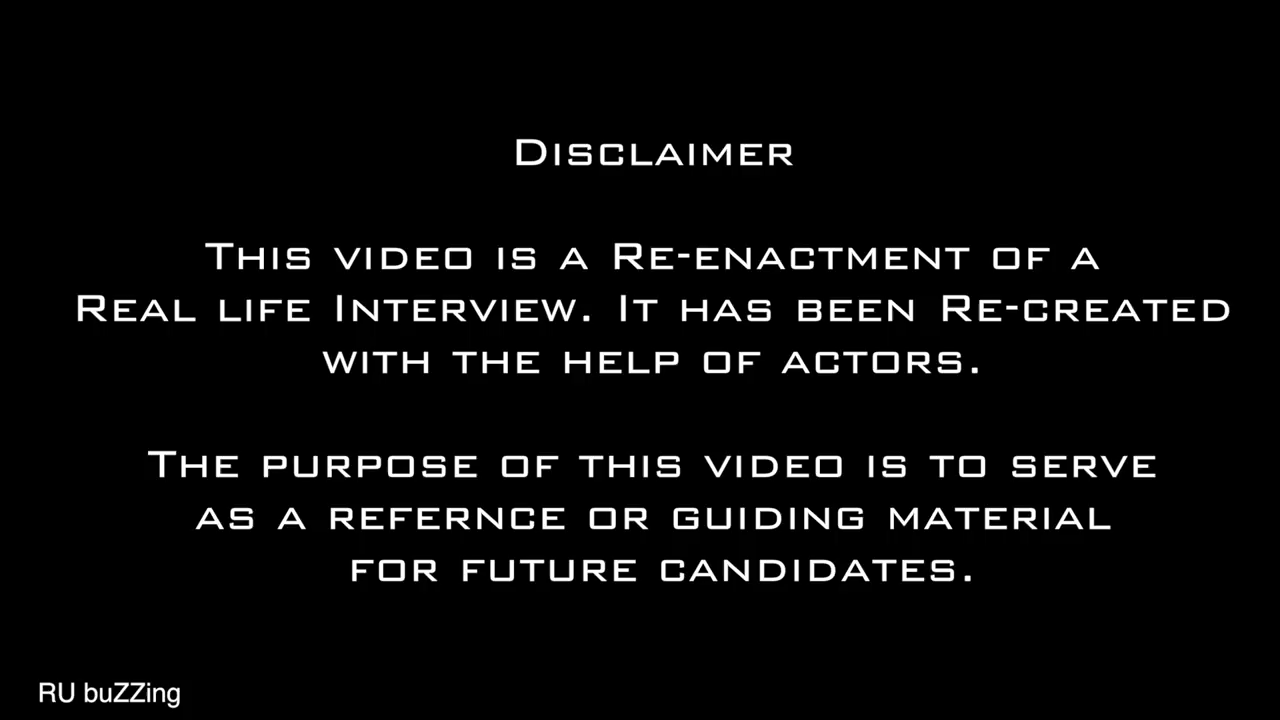 Disclaimer
This video is a Re-enactment of a
Real life Interview. It has been Re-created
with the help of actors.
The purpose of this video is to serve
as a refernce or guiding material
for future candidates.
RU buZZing